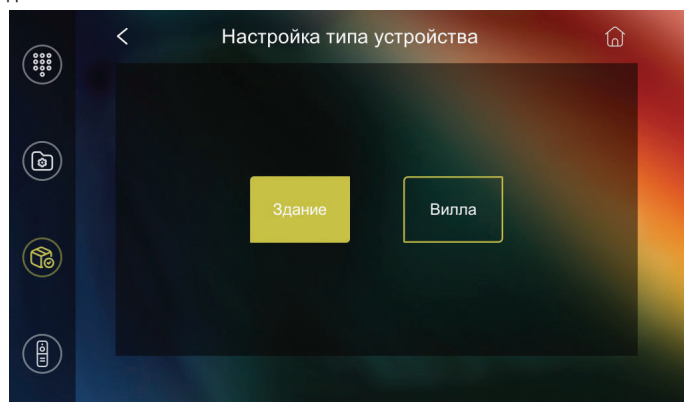 Настройка типа устройства
Здание
Вилла